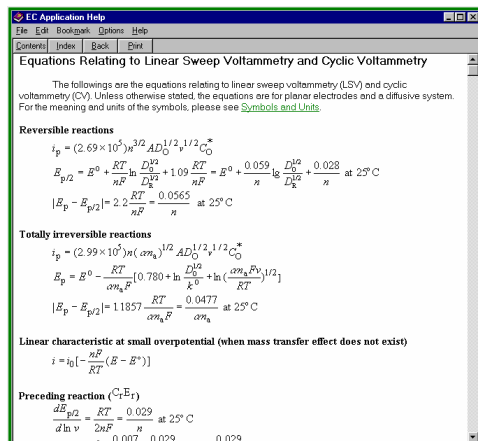 EC Application Help
File Edit Bookmark Options Help
Contents Index Back Print
Equations Relating to Linear Sweep Voltammetry and Cyclic Voltammetry
The followings are the equations relating to linear sweep voltammetry (LSV) and cyclic
voltammetry (CV). Unless otherwise stated, the equations are for planar electrodes and a diffusive system.
For the meaning and units of the symbols, please see Symbols and Units.
Reversible reactions
i_p = (2.69×10^5)n^{3/2} AD_O^{1/2} v^{1/2} C_O^*
E_{p/2} = E^0 + RT/nF ln D_0^{1/2}/D_R^{1/2} + 1.09 RT/nF = E^0 + 0.059/n lg D_0^{1/2}/D_R^{1/2} + 0.028/n at 25° C
|E_p − E_{p/2}| = 2.2 RT/nF = 0.0565/n at 25° C
Totally irreversible reactions
i_p = (2.99×10^5)n(αn_a)^{1/2} AD_O^{1/2} v^{1/2} C_O^*
E_p = E^0 − RT/αn_aF [0.780 + ln D_0^{1/2}/k^0 + ln(αn_aFv/RT)^{1/2}]
|E_p − E_{p/2}| = 1.1857 RT/αn_aF = 0.0477/αn_a at 25° C
Linear characteristic at small overpotential (when mass transfer effect does not exist)
i = i_0[−nF/RT (E − E°)]
Preceding reaction (C_rE_r)
dE_{p/2}/d ln v = RT/2nF = 0.029/n at 25° C
0.007 0.029 0.029